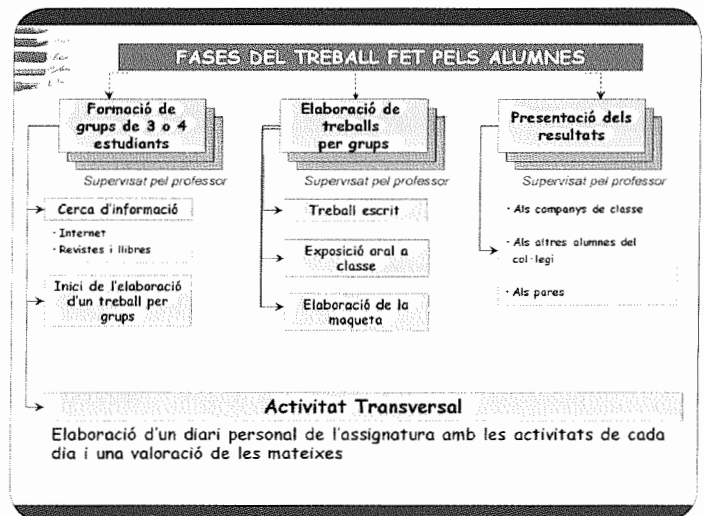 FASES DEL TREBALL FET PELS ALUMNES
Formació de
grups de 3 o 4
estudiants
Supervisat pel professor
Cerca d'informació
· Internet
· Revistes i llibres
Inici de l'elaboració
d'un treball per
grups
Elaboració de
treballs
per grups
Supervisat pel professor
Treball escrit
Exposició oral a
classe
Elaboració de la
maqueta
Presentació dels
resultats
Supervisat pel professor
· Als companys de classe
· Als altres alumnes del
col·legi
· Als pares
Activitat Transversal
Elaboració d'un diari personal de l'assignatura amb les activitats de cada
dia i una valoració de les mateixes